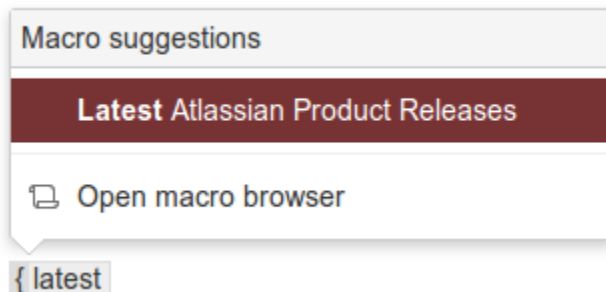 Macro suggestions
Latest Atlassian Product Releases
Open macro browser
{ latest